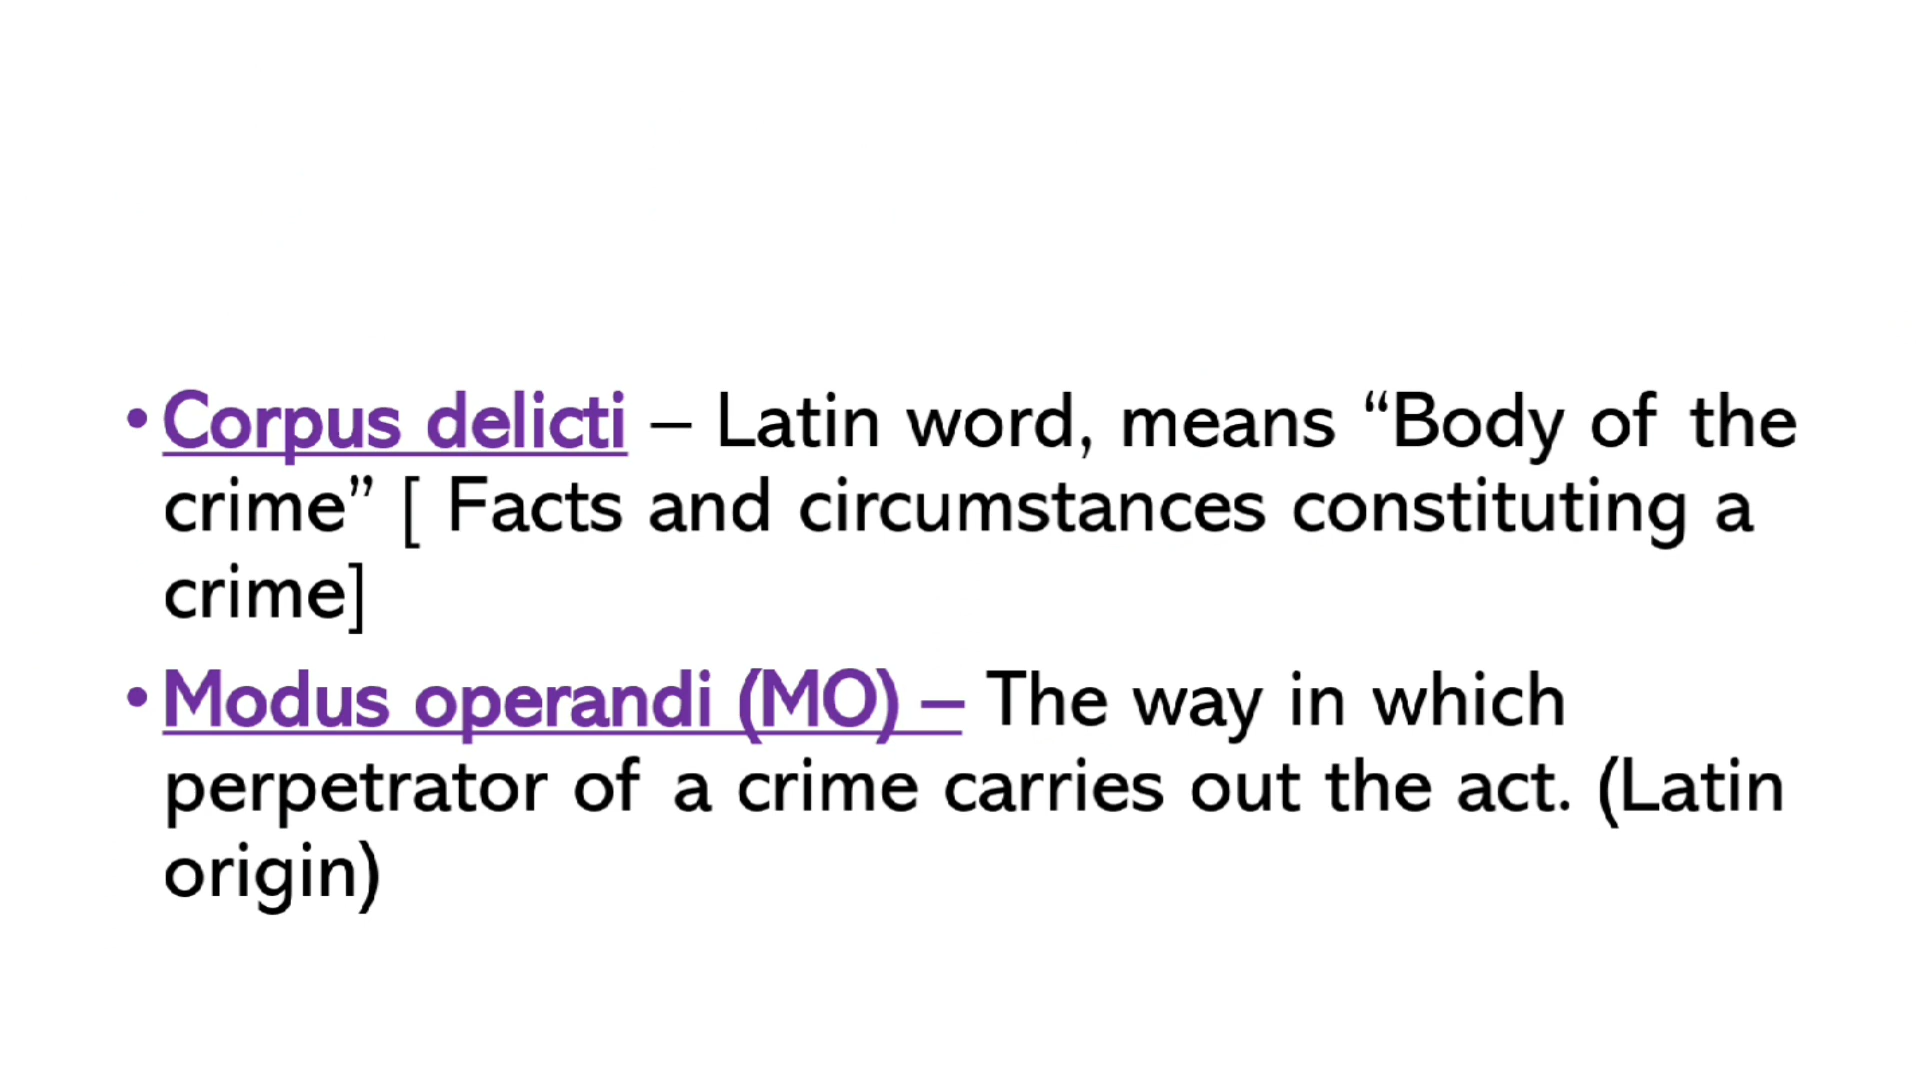 • Corpus delicti – Latin word, means “Body of the
crime” [ Facts and circumstances constituting a
crime]
• Modus operandi (MO) – The way in which
perpetrator of a crime carries out the act. (Latin
origin)